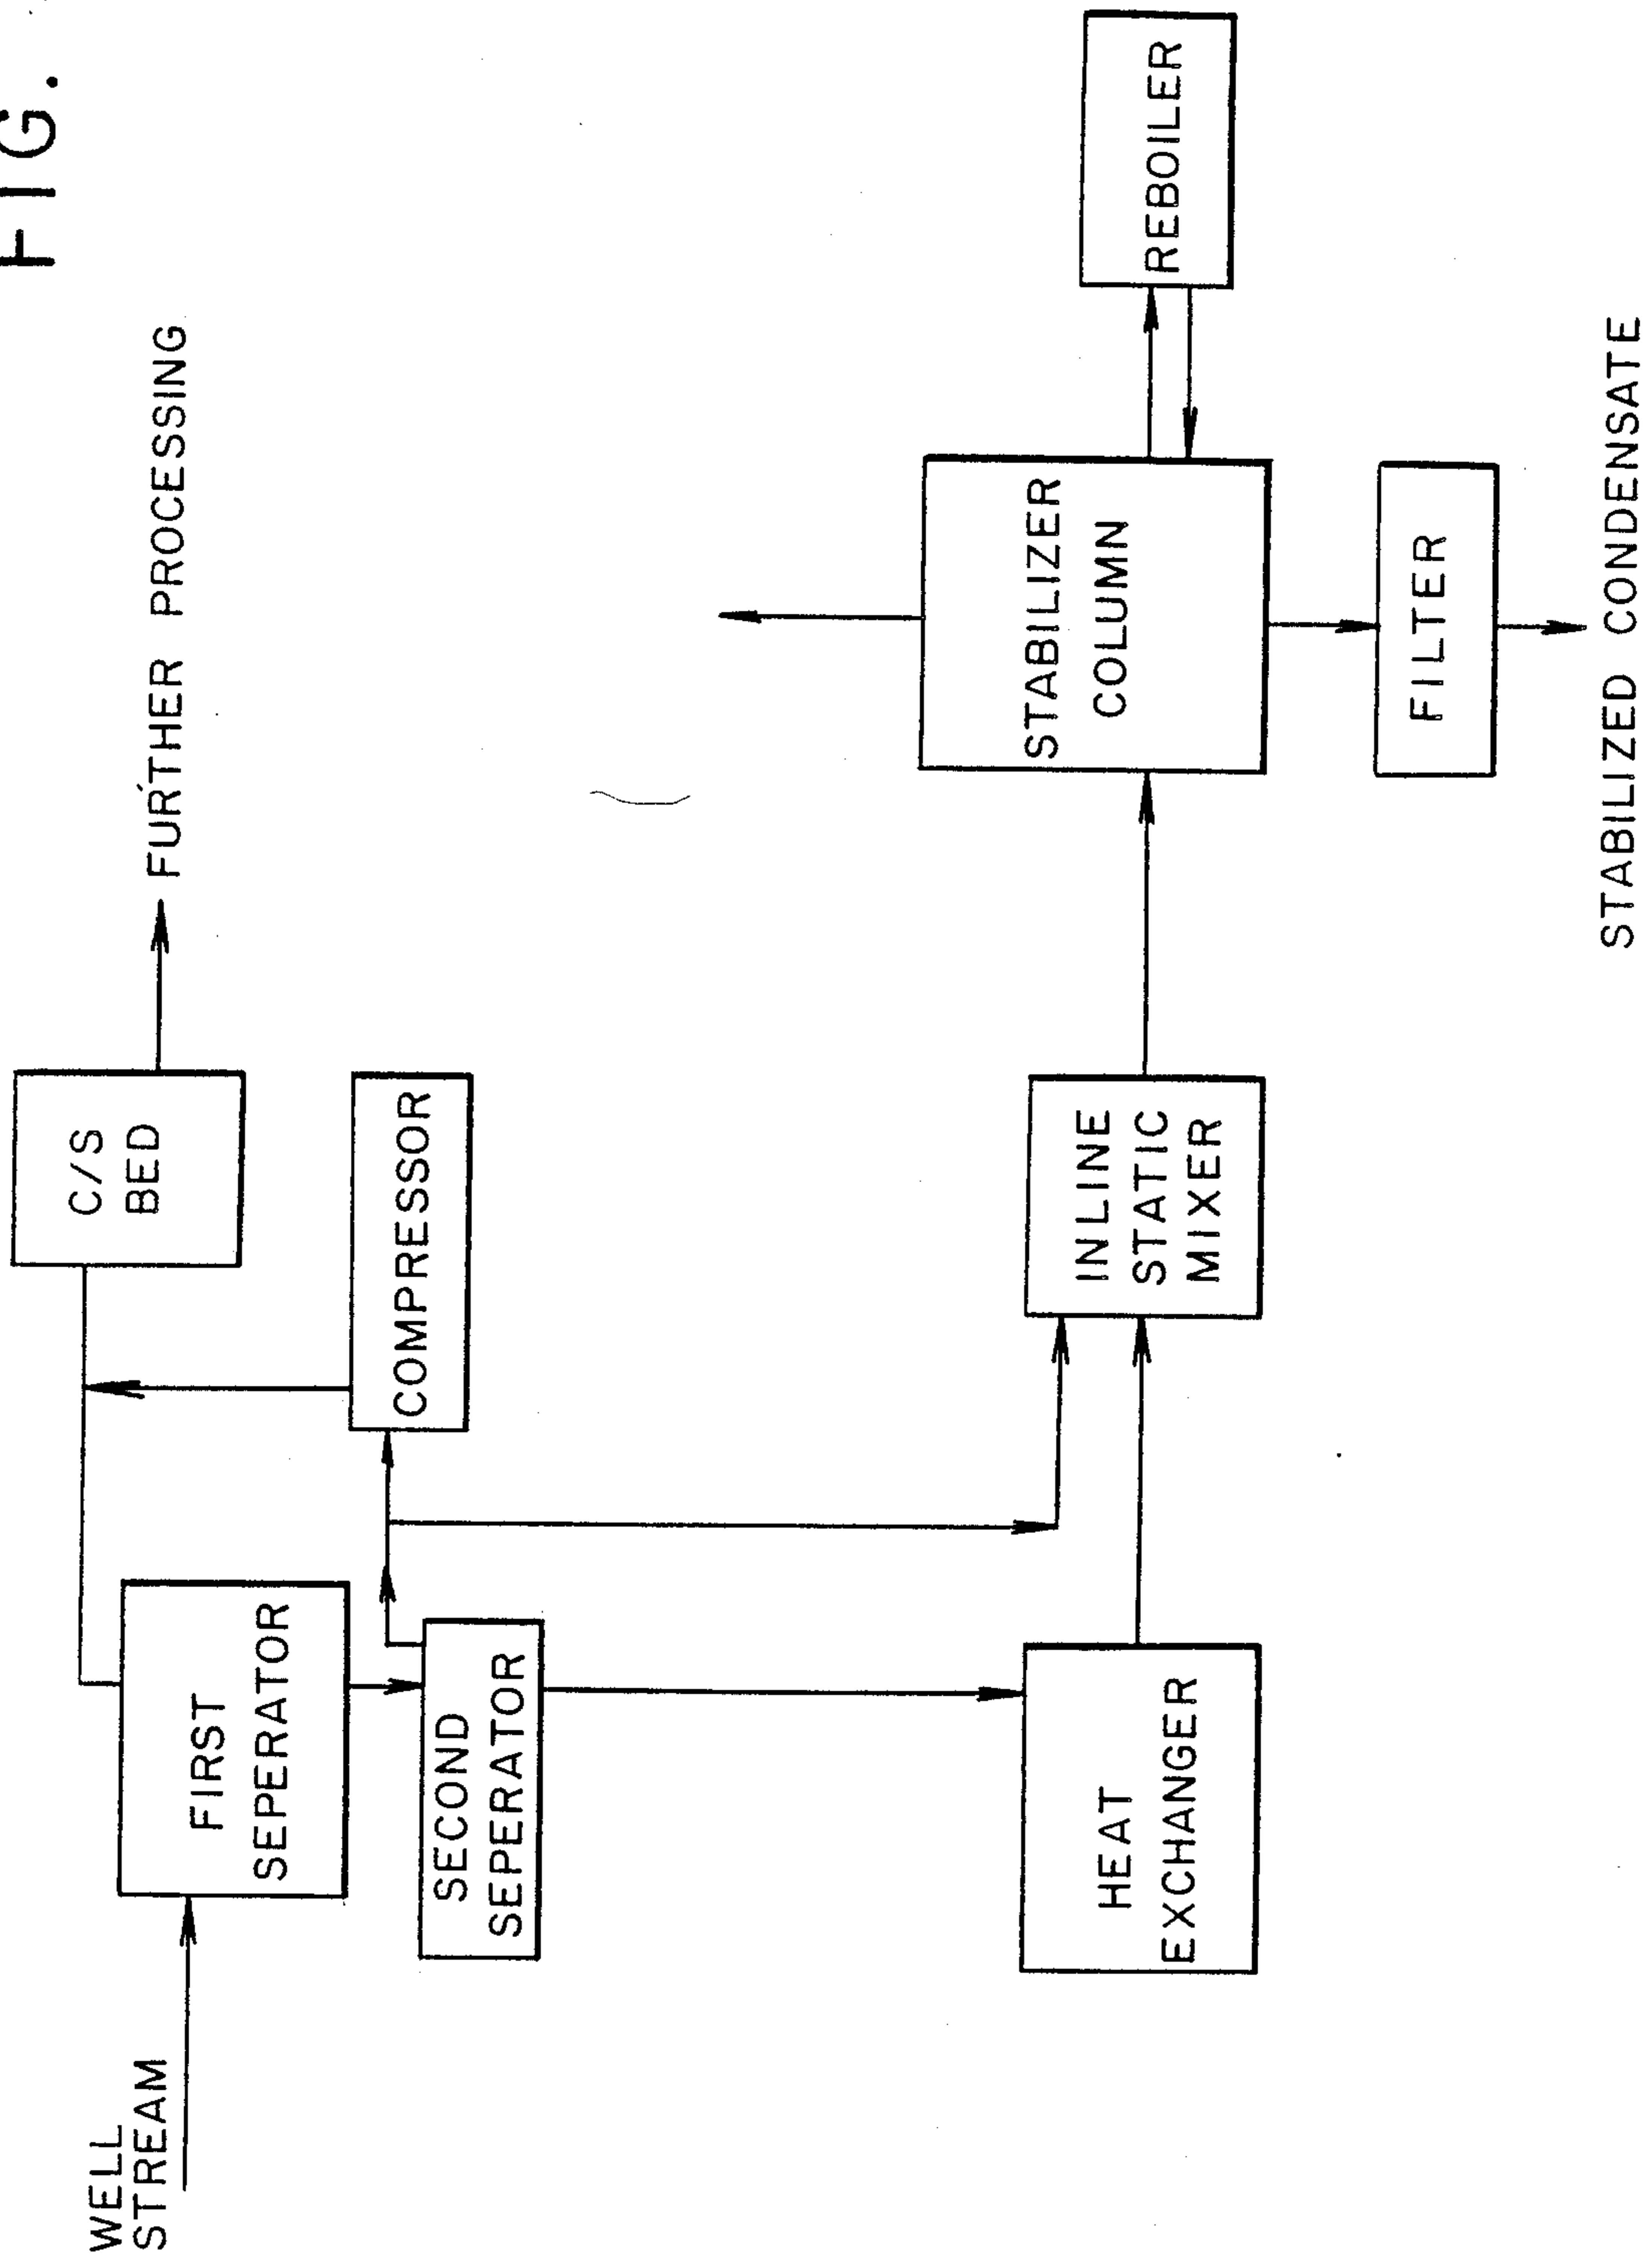 FIG.
WELL
STREAM
FIRST
SEPERATOR
C/S
BED
FURTHER PROCESSING
SECOND
SEPERATOR
COMPRESSOR
HEAT
EXCHANGER
INLINE
STATIC
MIXER
STABILIZER
COLUMN
REBOILER
FILTER
STABILIZED CONDENSATE